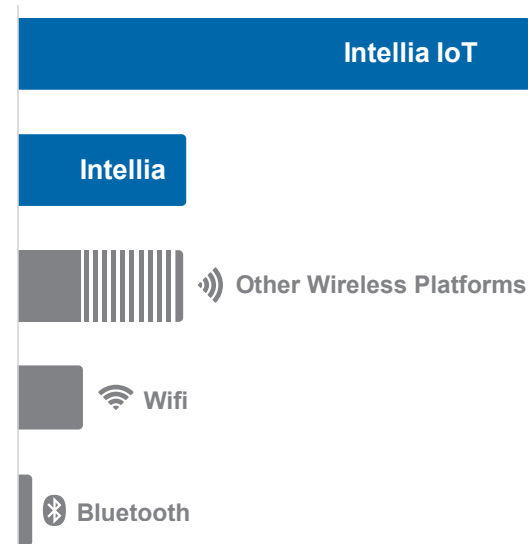 Intellia IoT
Intellia
Other Wireless Platforms
Wifi
Bluetooth